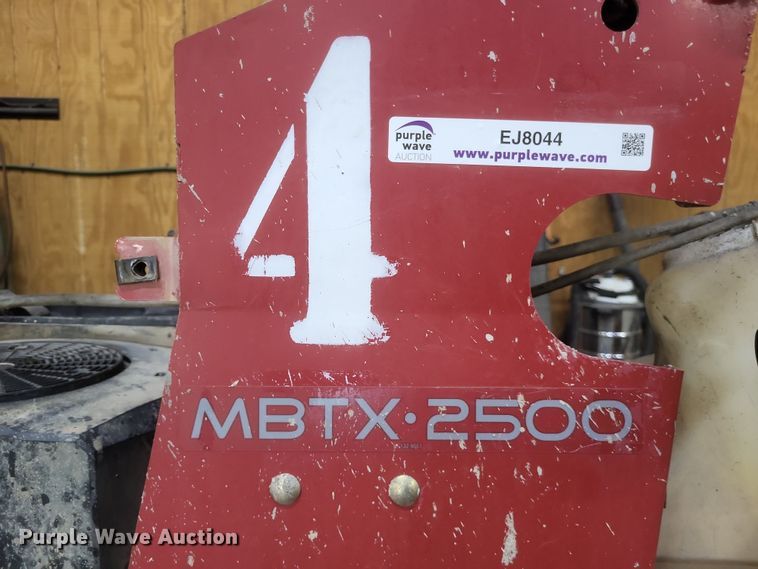 4
purple
wave
AUCTION
EJ8044
www.purplewave.com
MBTX·2500
Purple Wave Auction